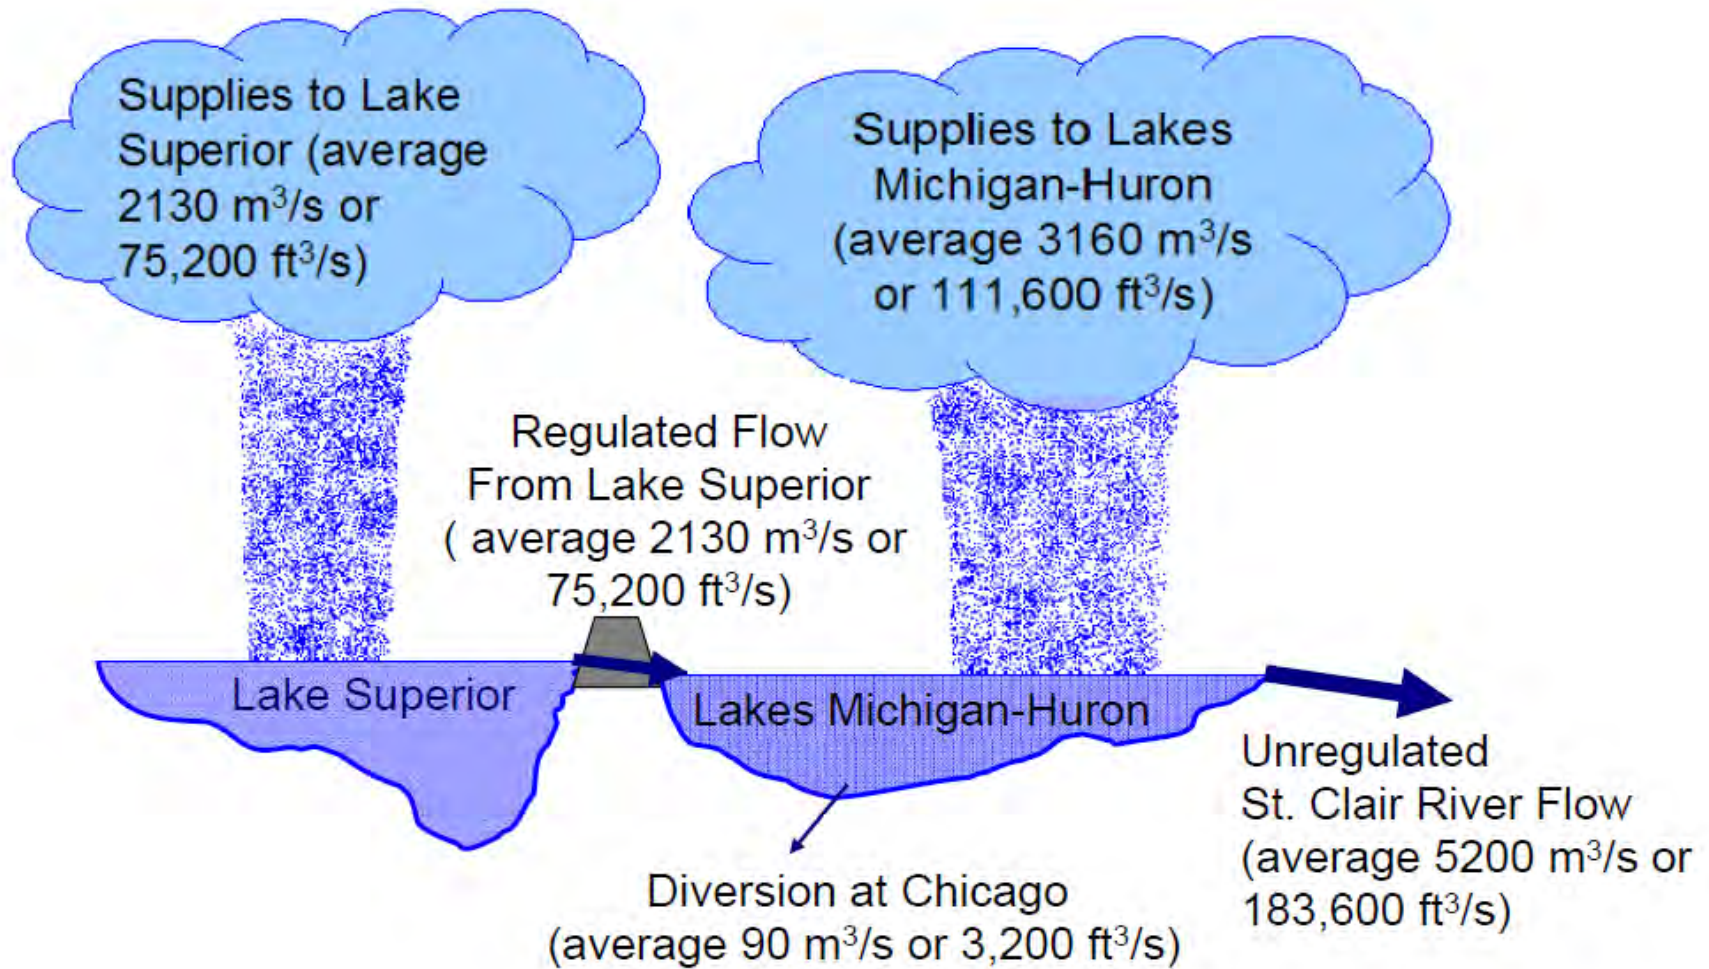 Supplies to Lake
Superior (average
2130 m³/s or
75,200 ft³/s)
Supplies to Lakes
Michigan-Huron
(average 3160 m³/s
or 111,600 ft³/s)
Regulated Flow
From Lake Superior
( average 2130 m³/s or
75,200 ft³/s)
Lake Superior
Lakes Michigan-Huron
Unregulated
St. Clair River Flow
(average 5200 m³/s or
183,600 ft³/s)
Diversion at Chicago
(average 90 m³/s or 3,200 ft³/s)